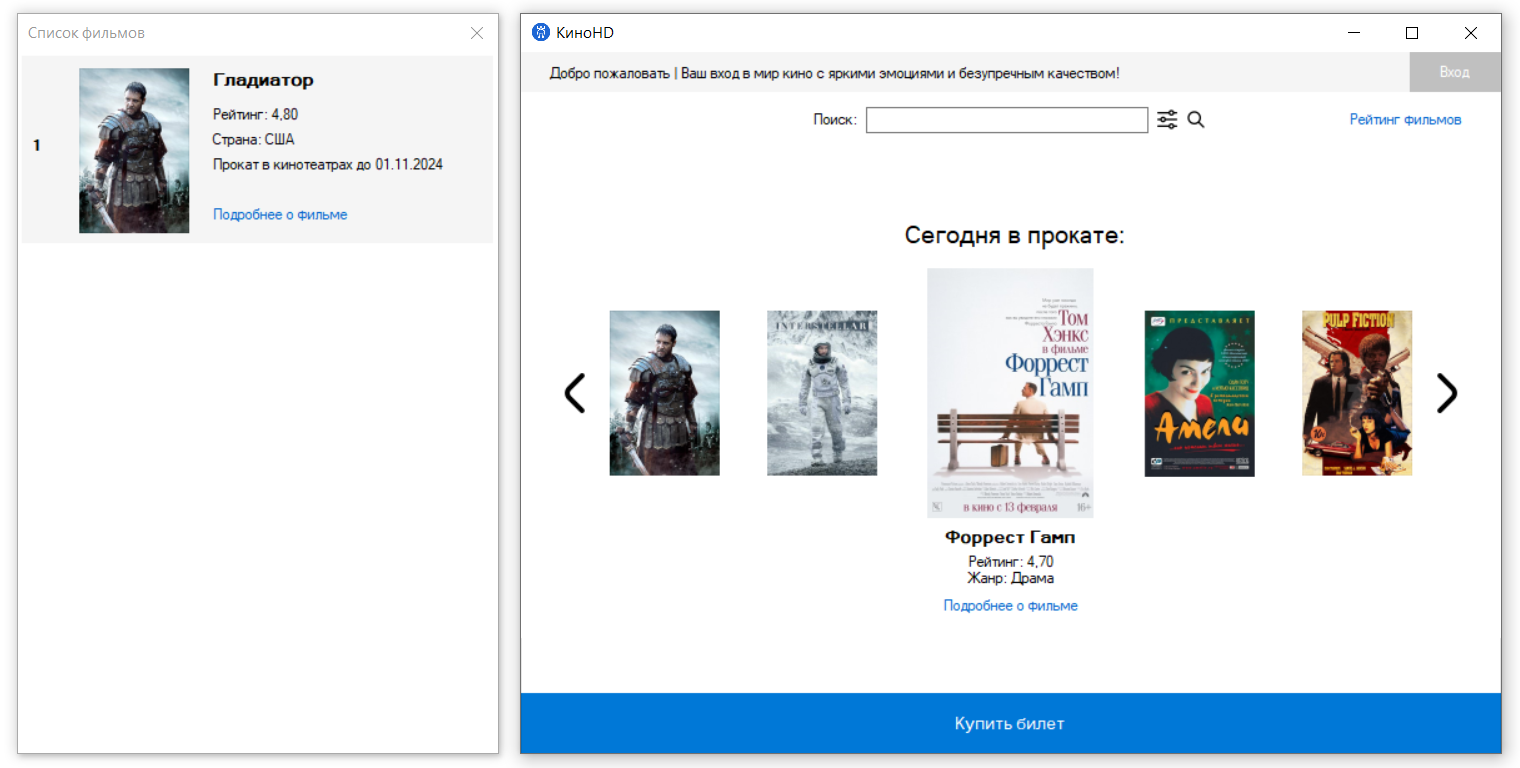 Список фильмов
1
Гладиатор
Рейтинг: 4,80
Страна: США
Прокат в кинотеатрах до 01.11.2024
Подробнее о фильме
КиноHD
Добро пожаловать | Ваш вход в мир кино с яркими эмоциями и безупречным качеством!
Вход
Поиск:
Рейтинг фильмов
Сегодня в прокате:
INTERSTELLAR
Том
Хэнкс
в фильме
Форрест
Гамп
в кино с 13 февраля
16+
ПРЕДСТАВЛЯЕТ
Амели
PULP FICTION
10¢
Форрест Гамп
Рейтинг: 4,70
Жанр: Драма
Подробнее о фильме
Купить билет